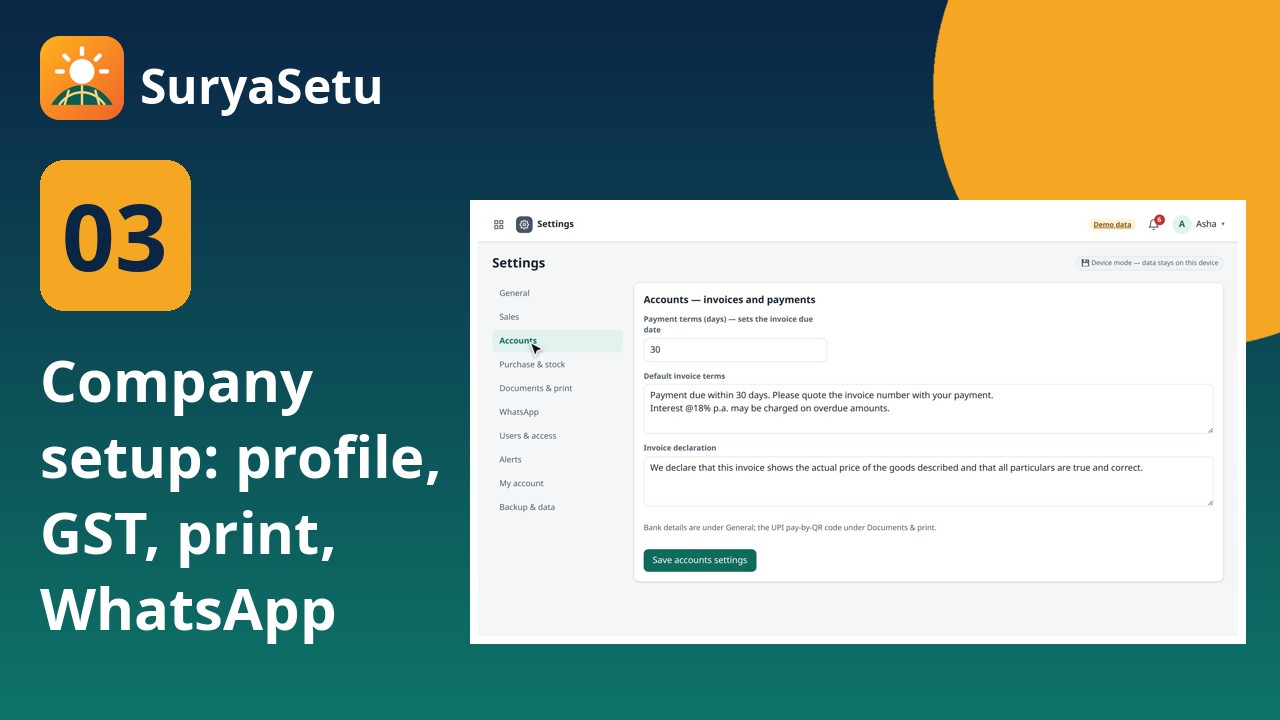 SuryaSetu
03
Company
setup: profile,
GST, print,
WhatsApp
Settings
Demo data
6
A
Asha
Settings
💾 Device mode — data stays on this device
General
Sales
Accounts
Purchase & stock
Documents & print
WhatsApp
Users & access
Alerts
My account
Backup & data
Accounts — invoices and payments
Payment terms (days) — sets the invoice due
date
30
Default invoice terms
Payment due within 30 days. Please quote the invoice number with your payment.
Interest @18% p.a. may be charged on overdue amounts.
Invoice declaration
We declare that this invoice shows the actual price of the goods described and that all particulars are true and correct.
Bank details are under General; the UPI pay-by-QR code under Documents & print.
Save accounts settings